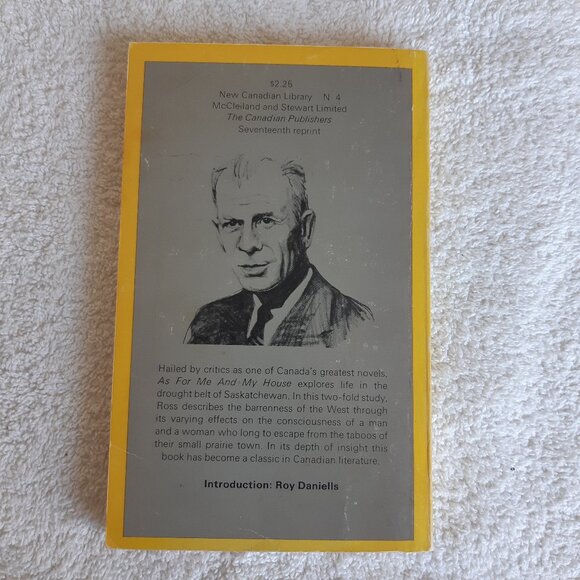 $2.25
New Canadian Library N 4
McClelland and Stewart Limited
The Canadian Publishers
Seventeenth reprint
Hailed by critics as one of Canada's greatest novels,
As For Me And My House explores life in the
drought belt of Saskatchewan. In this two-fold study,
Ross describes the barrenness of the West through
its varying effects on the consciousness of a man
and a woman who long to escape from the taboos of
their small prairie town. In its depth of insight this
book has become a classic in Canadian literature.
Introduction: Roy Daniells